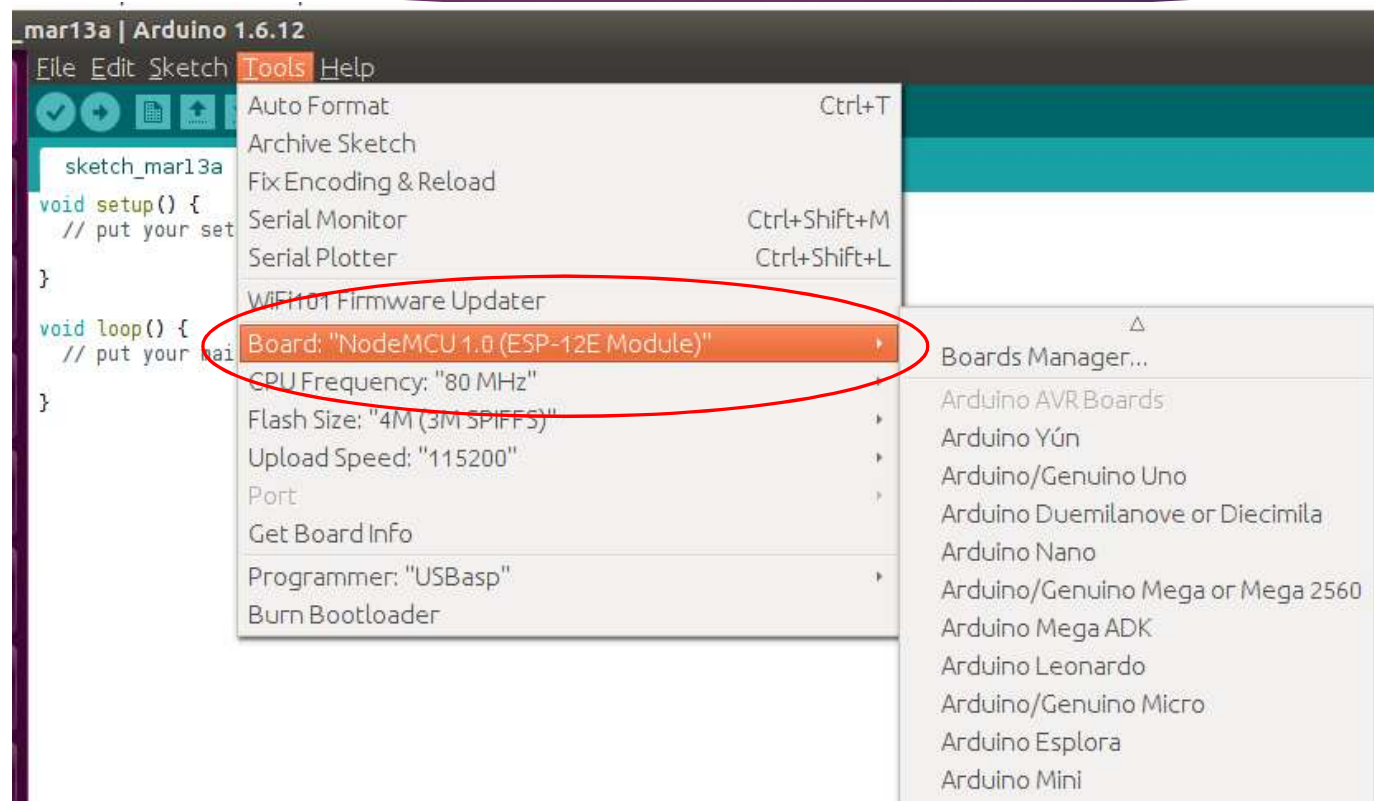 _mar13a | Arduino 1.6.12
File Edit Sketch Tools Help
sketch_mar13a
void setup() {
// put your set
}
void loop() {
// put your mai
}
Auto Format Ctrl+T
Archive Sketch
Fix Encoding & Reload
Serial Monitor Ctrl+Shift+M
Serial Plotter Ctrl+Shift+L
WiFi101 Firmware Updater
Board: "NodeMCU 1.0 (ESP-12E Module)"
CPU Frequency: "80 MHz"
Flash Size: "4M (3M SPIFFS)"
Upload Speed: "115200"
Port
Get Board Info
Programmer: "USBasp"
Burn Bootloader
Boards Manager...
Arduino AVR Boards
Arduino Yún
Arduino/Genuino Uno
Arduino Duemilanove or Diecimila
Arduino Nano
Arduino/Genuino Mega or Mega 2560
Arduino Mega ADK
Arduino Leonardo
Arduino/Genuino Micro
Arduino Esplora
Arduino Mini